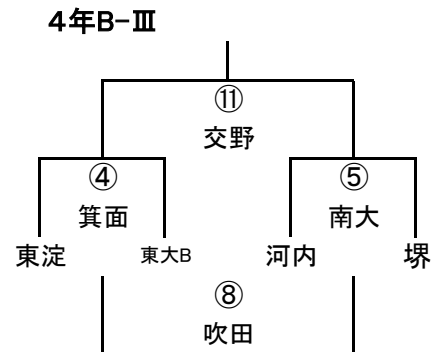 4年B-Ⅲ
⑪
交野
④ ⑤
箕面 南大
東淀 東大B 河内 堺
⑧
吹田